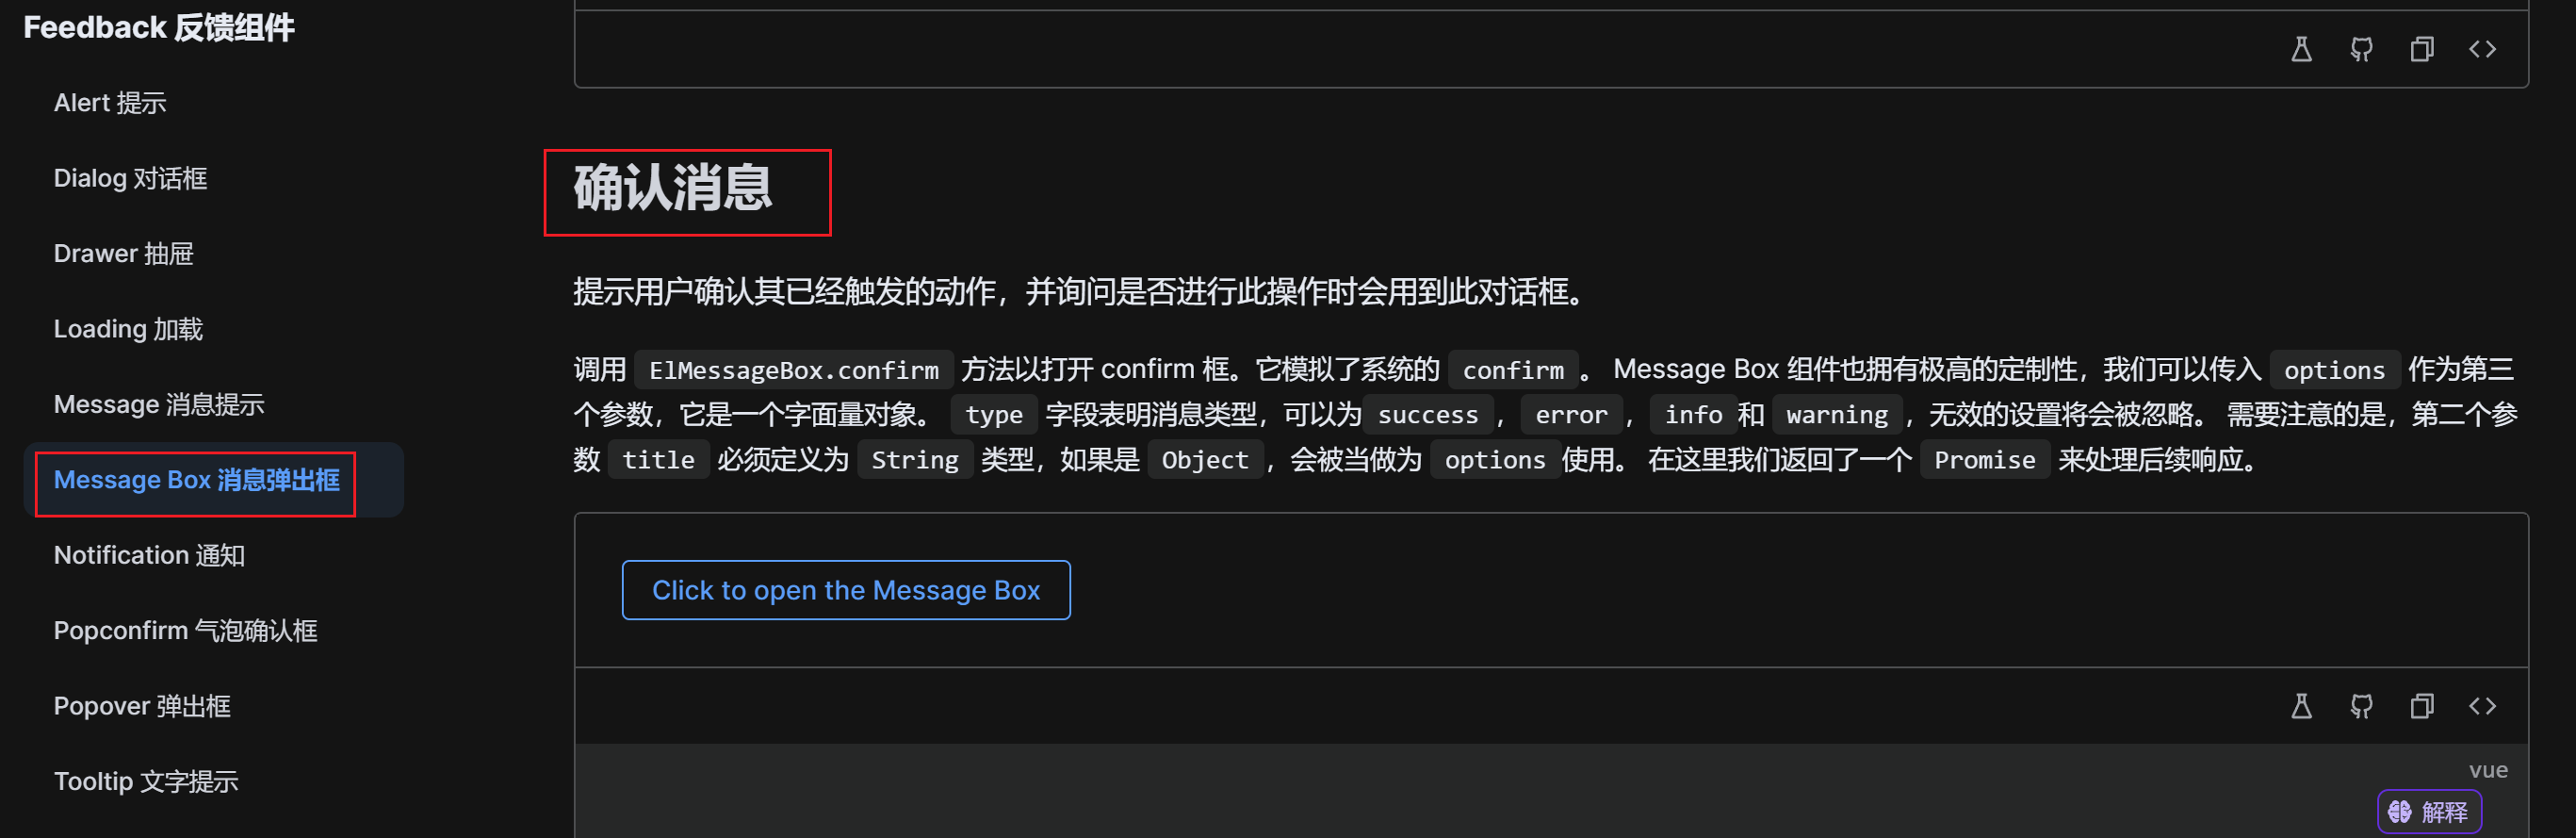 Feedback 反馈组件
Alert 提示
Dialog 对话框
Drawer 抽屉
Loading 加载
Message 消息提示
Message Box 消息弹出框
Notification 通知
Popconfirm 气泡确认框
Popover 弹出框
Tooltip 文字提示
确认消息
提示用户确认其已经触发的动作，并询问是否进行此操作时会用到此对话框。
调用 ElMessageBox.confirm 方法以打开 confirm 框。它模拟了系统的 confirm 。 Message Box 组件也拥有极高的定制性，我们可以传入 options 作为第三
个参数，它是一个字面量对象。 type 字段表明消息类型，可以为 success ， error ， info 和 warning ，无效的设置将会被忽略。 需要注意的是，第二个参
数 title 必须定义为 String 类型，如果是 Object ，会被当做为 options 使用。 在这里我们返回了一个 Promise 来处理后续响应。
Click to open the Message Box
vue
解释